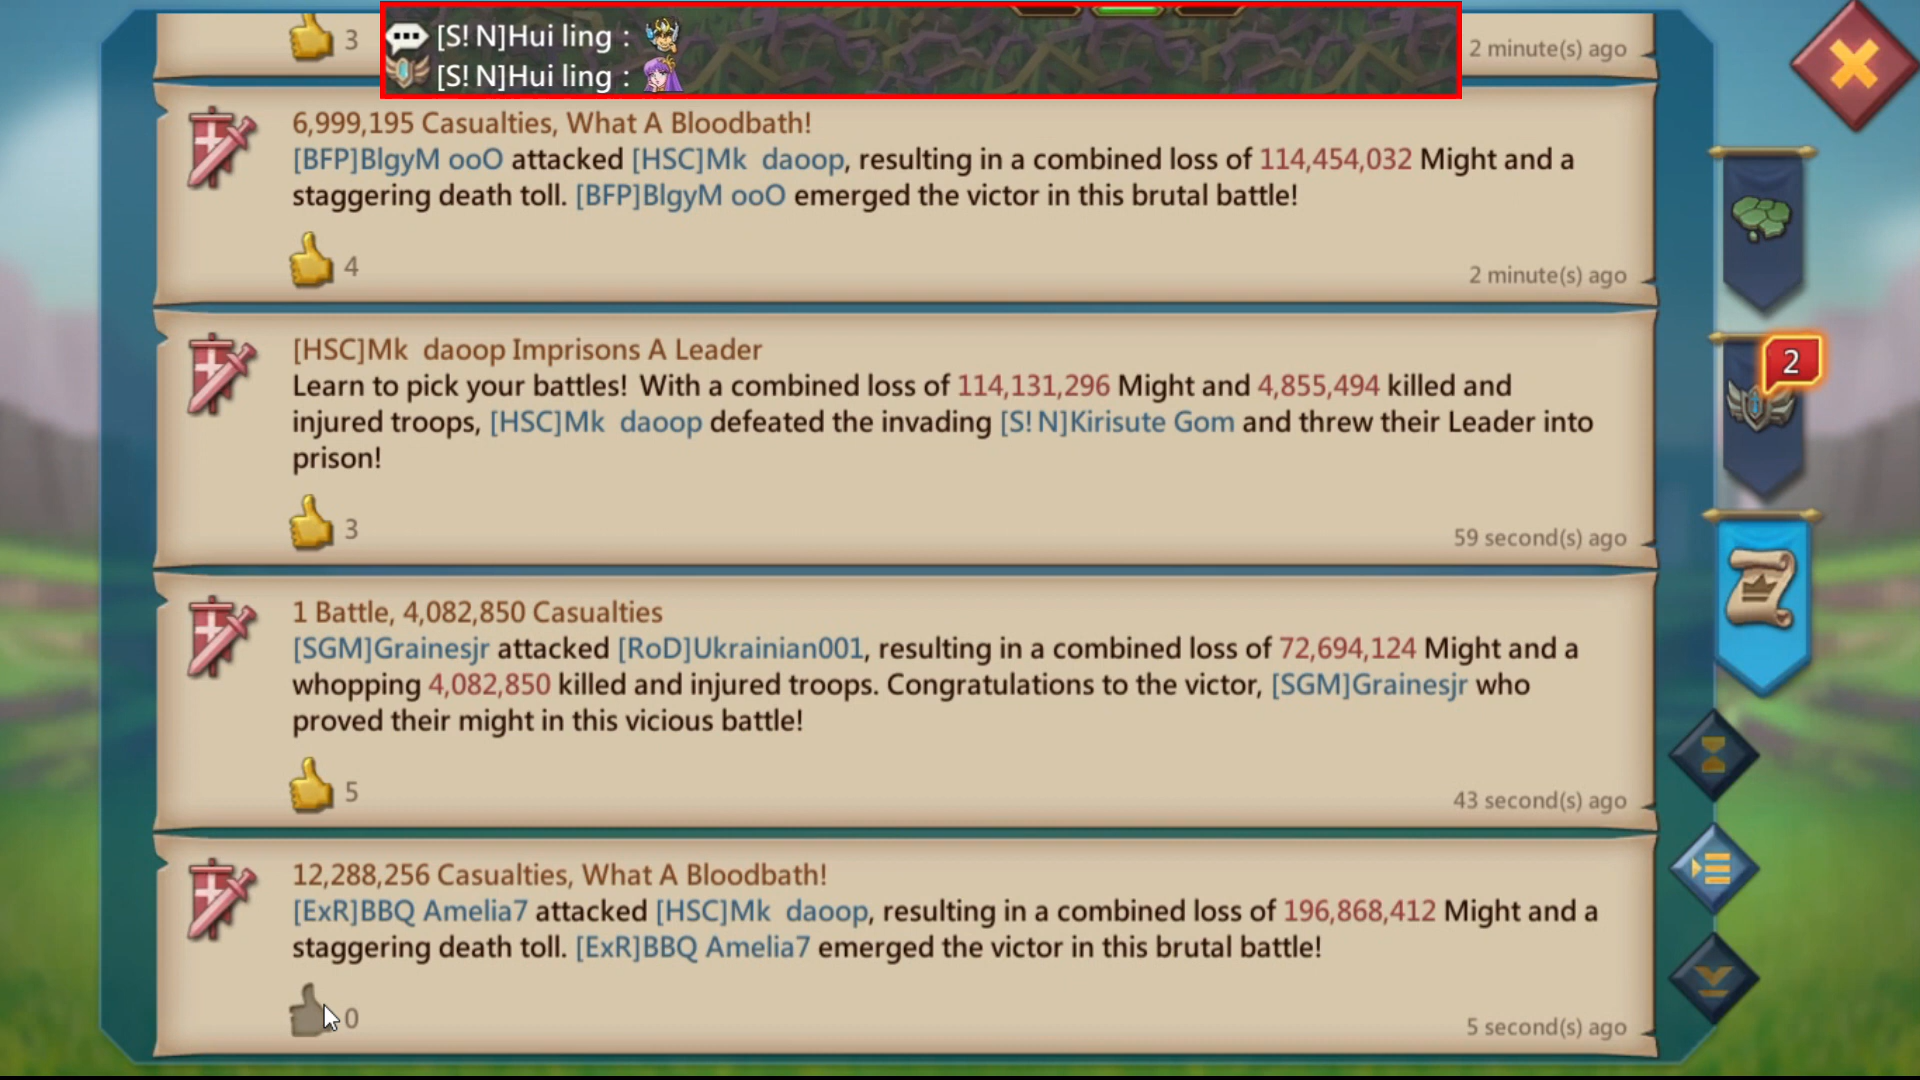 [S! N]Hui ling :
[S! N]Hui ling :
3
2 minute(s) ago
6,999,195 Casualties, What A Bloodbath!
[BFP]BlgyM ooO attacked [HSC]Mk  daoop, resulting in a combined loss of 114,454,032 Might and a
staggering death toll. [BFP]BlgyM ooO emerged the victor in this brutal battle!
4
2 minute(s) ago
[HSC]Mk  daoop Imprisons A Leader
Learn to pick your battles! With a combined loss of 114,131,296 Might and 4,855,494 killed and
injured troops, [HSC]Mk  daoop defeated the invading [S! N]Kirisute Gom and threw their Leader into
prison!
3
59 second(s) ago
1 Battle, 4,082,850 Casualties
[SGM]Grainesjr attacked [RoD]Ukrainian001, resulting in a combined loss of 72,694,124 Might and a
whopping 4,082,850 killed and injured troops. Congratulations to the victor, [SGM]Grainesjr who
proved their might in this vicious battle!
5
43 second(s) ago
12,288,256 Casualties, What A Bloodbath!
[ExR]BBQ Amelia7 attacked [HSC]Mk  daoop, resulting in a combined loss of 196,868,412 Might and a
staggering death toll. [ExR]BBQ Amelia7 emerged the victor in this brutal battle!
0
5 second(s) ago
2